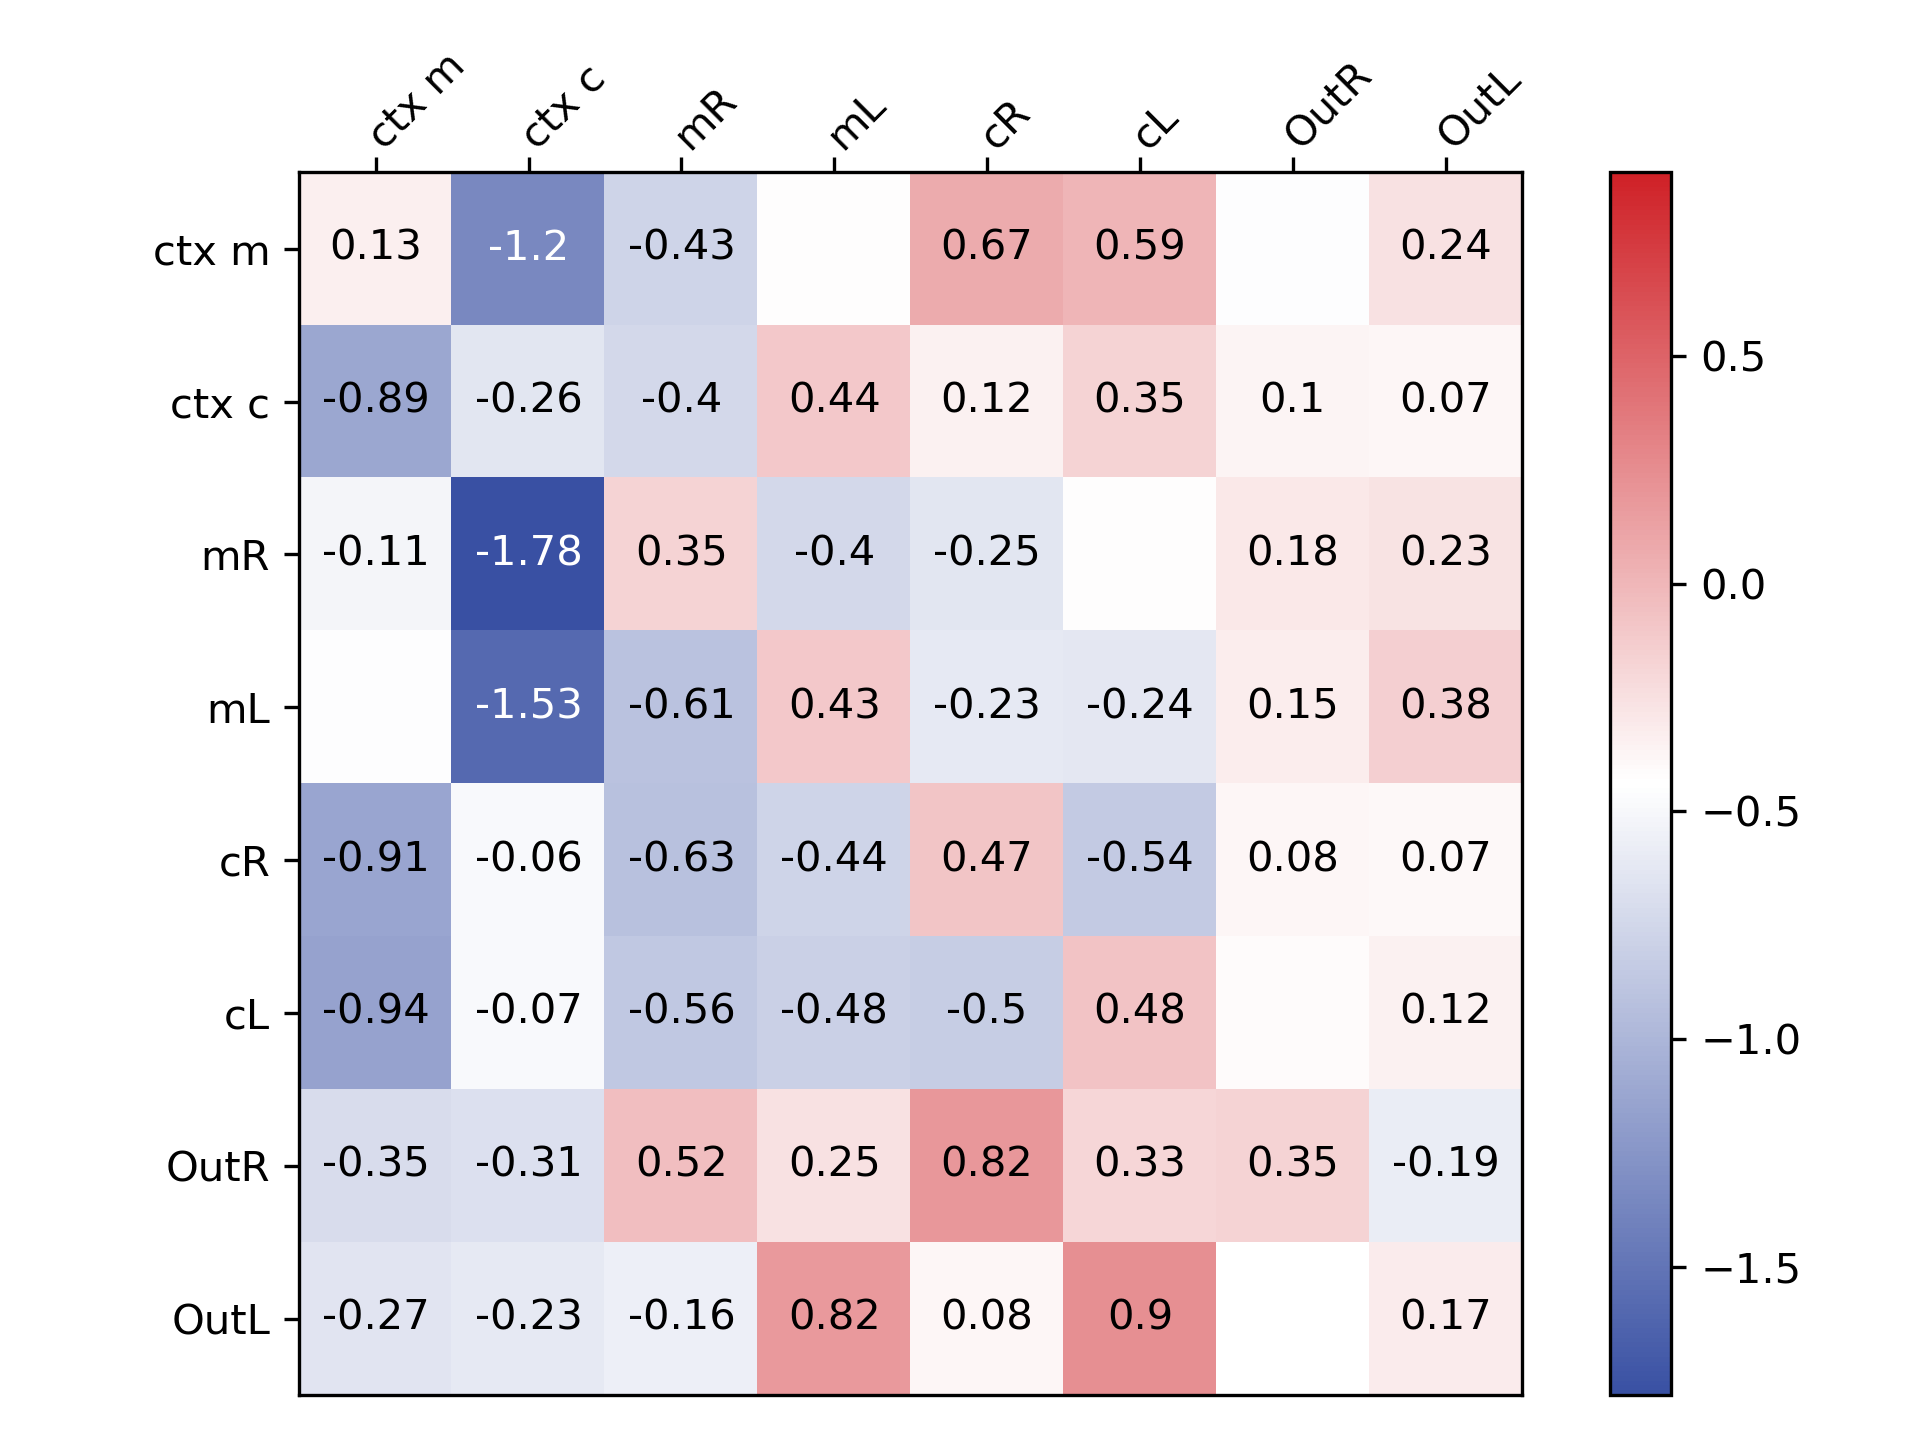 ctx m ctx c mR mL cR cL OutR OutL
ctx m 0.13 -1.2 -0.43 0.67 0.59 0.24
ctx c -0.89 -0.26 -0.4 0.44 0.12 0.35 0.1 0.07
mR -0.11 -1.78 0.35 -0.4 -0.25 0.18 0.23
mL -1.53 -0.61 0.43 -0.23 -0.24 0.15 0.38
cR -0.91 -0.06 -0.63 -0.44 0.47 -0.54 0.08 0.07
cL -0.94 -0.07 -0.56 -0.48 -0.5 0.48 0.12
OutR -0.35 -0.31 0.52 0.25 0.82 0.33 0.35 -0.19
OutL -0.27 -0.23 -0.16 0.82 0.08 0.9 0.17
0.5
0.0
−0.5
−1.0
−1.5